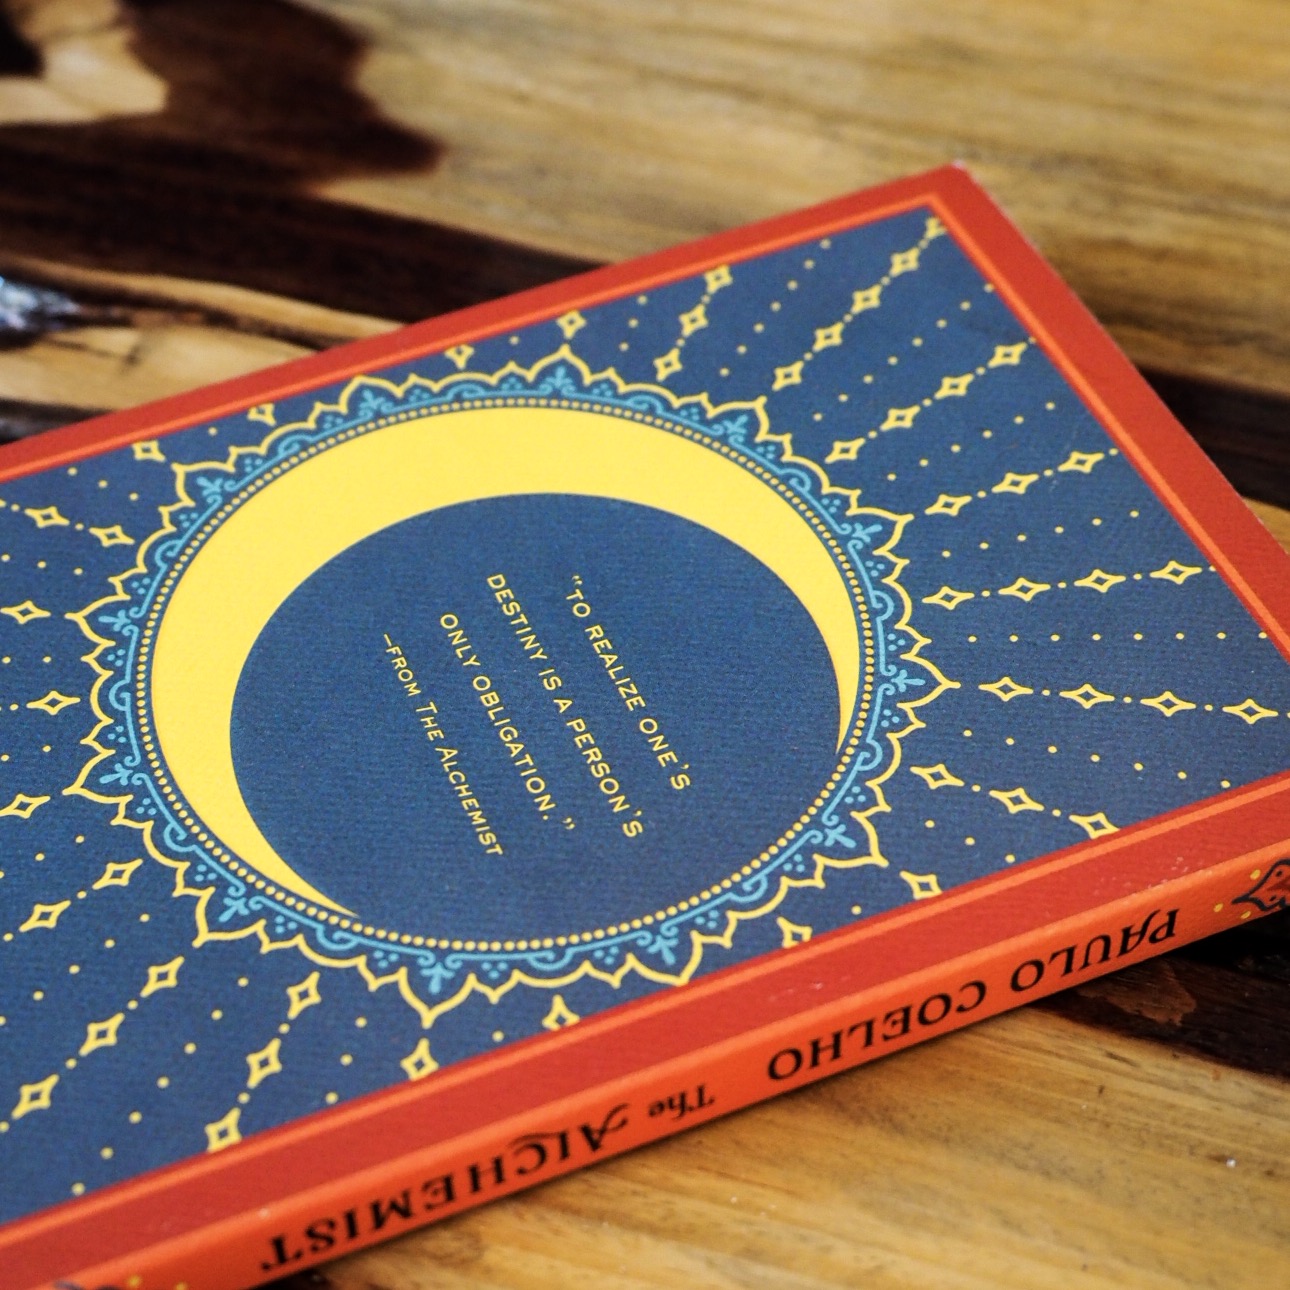 “TO REALIZE ONE’S
DESTINY IS A PERSON’S
ONLY OBLIGATION.”
—FROM THE ALCHEMIST
PAULO COELHO
The ALCHEMIST